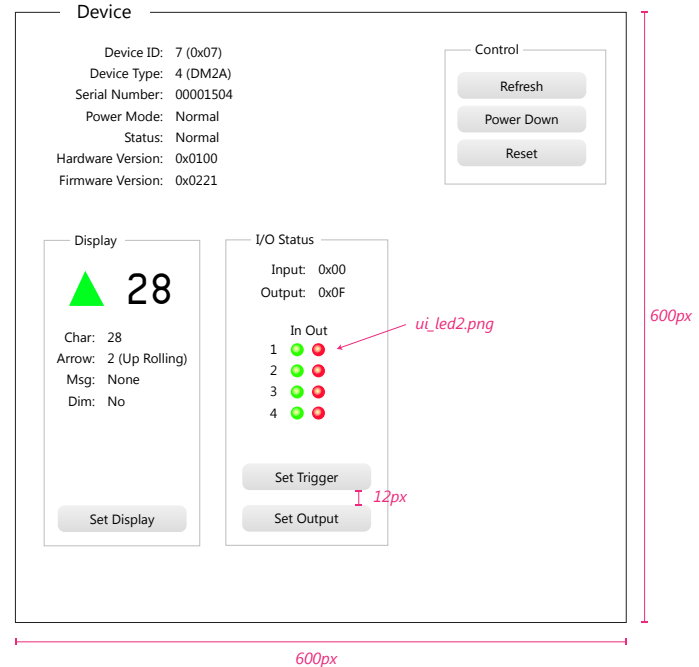 Device
Device ID: 7 (0x07)
Device Type: 4 (DM2A)
Serial Number: 00001504
Power Mode: Normal
Status: Normal
Hardware Version: 0x0100
Firmware Version: 0x0221
Control
Refresh
Power Down
Reset
Display
28
Char: 28
Arrow: 2 (Up Rolling)
Msg: None
Dim: No
Set Display
I/O Status
Input: 0x00
Output: 0x0F
In Out
1
2
3
4
ui_led2.png
Set Trigger
12px
Set Output
600px
600px